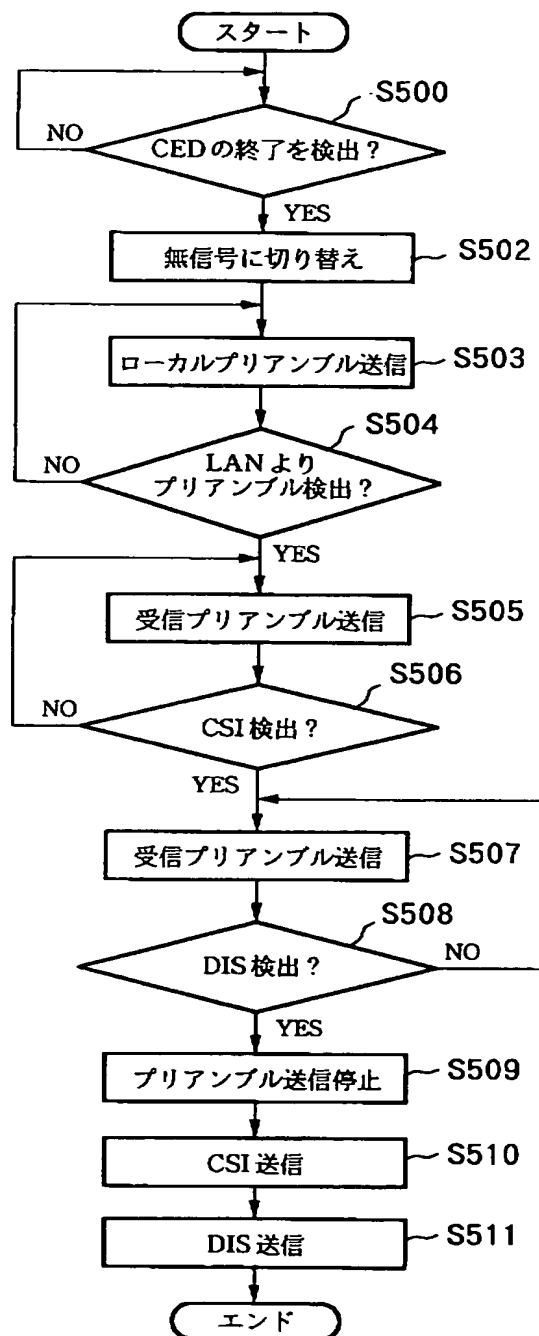 スタート
S500
NO
CEDの終了を検出？
YES
無信号に切り替え
S502
ローカルプリアンブル送信
S503
S504
NO
LANより
プリアンブル検出？
YES
受信プリアンブル送信
S505
S506
NO
CSI検出？
YES
受信プリアンブル送信
S507
S508
DIS検出？
NO
YES
プリアンブル送信停止
S509
CSI送信
S510
DIS送信
S511
エンド